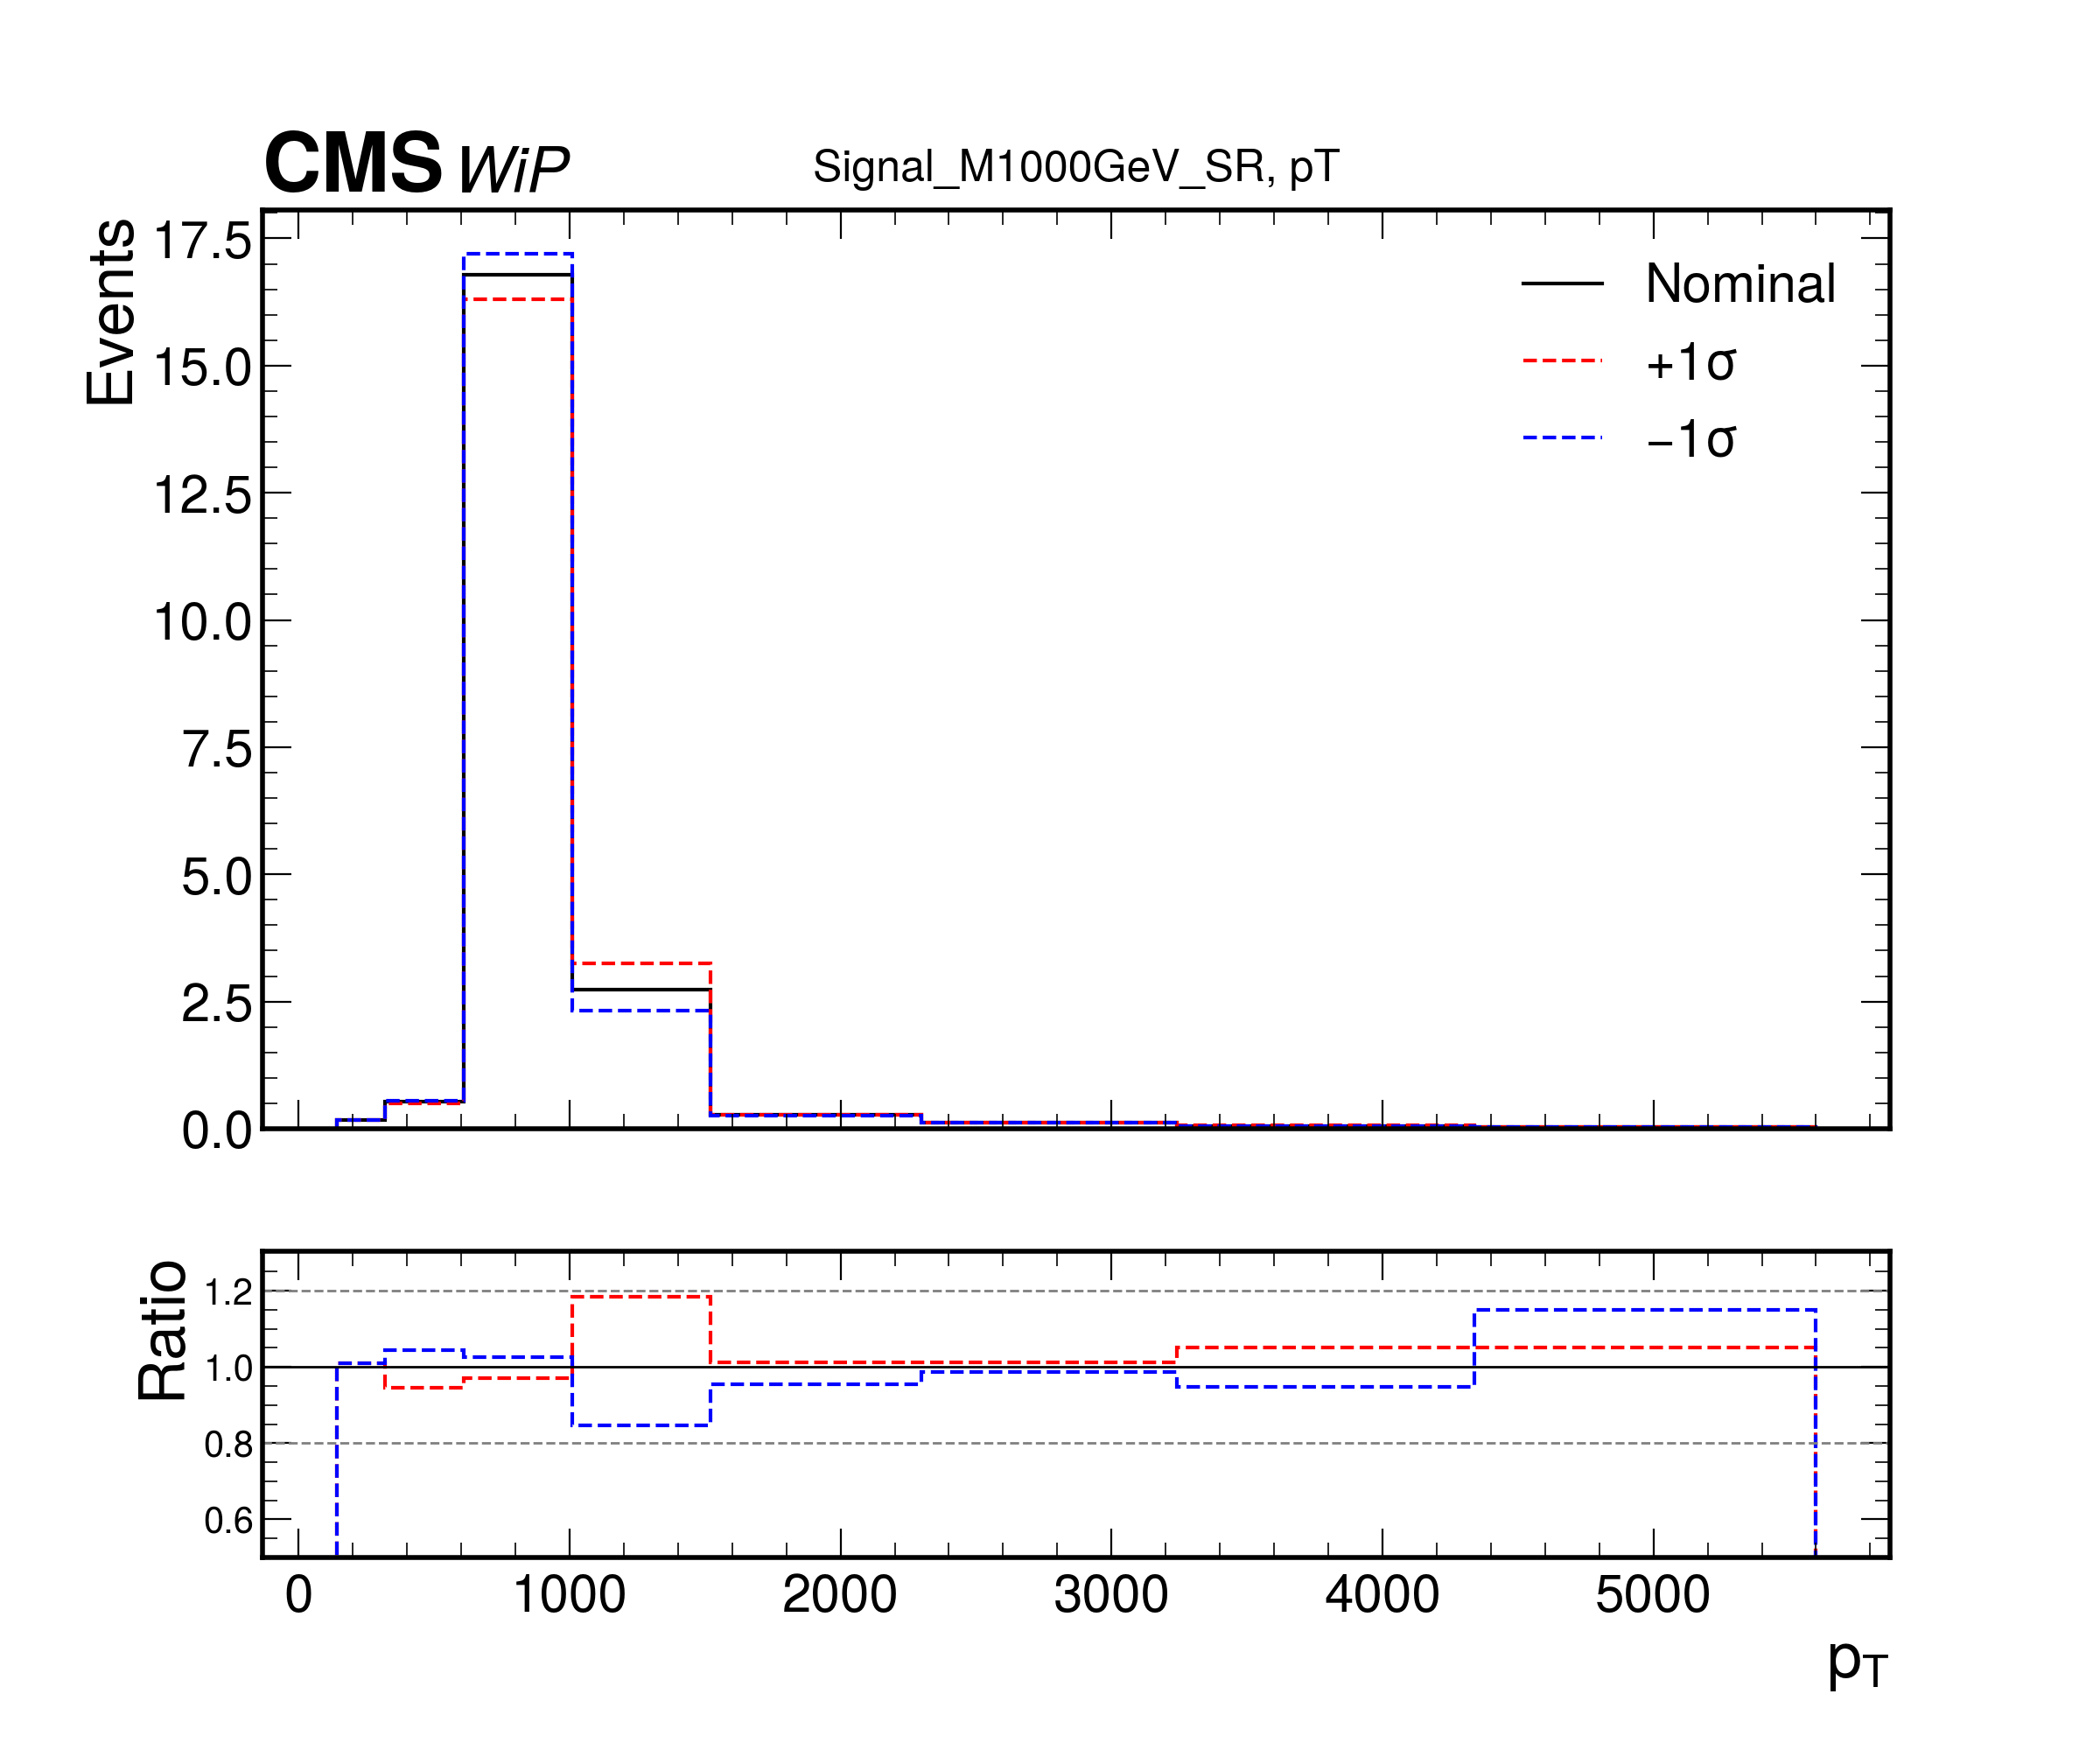 CMS WiP
Signal_M1000GeV_SR, pT
Events
17.5
15.0
12.5
10.0
7.5
5.0
2.5
0.0
Nominal
+1σ
−1σ
Ratio
1.2
1.0
0.8
0.6
0 1000 2000 3000 4000 5000
pT